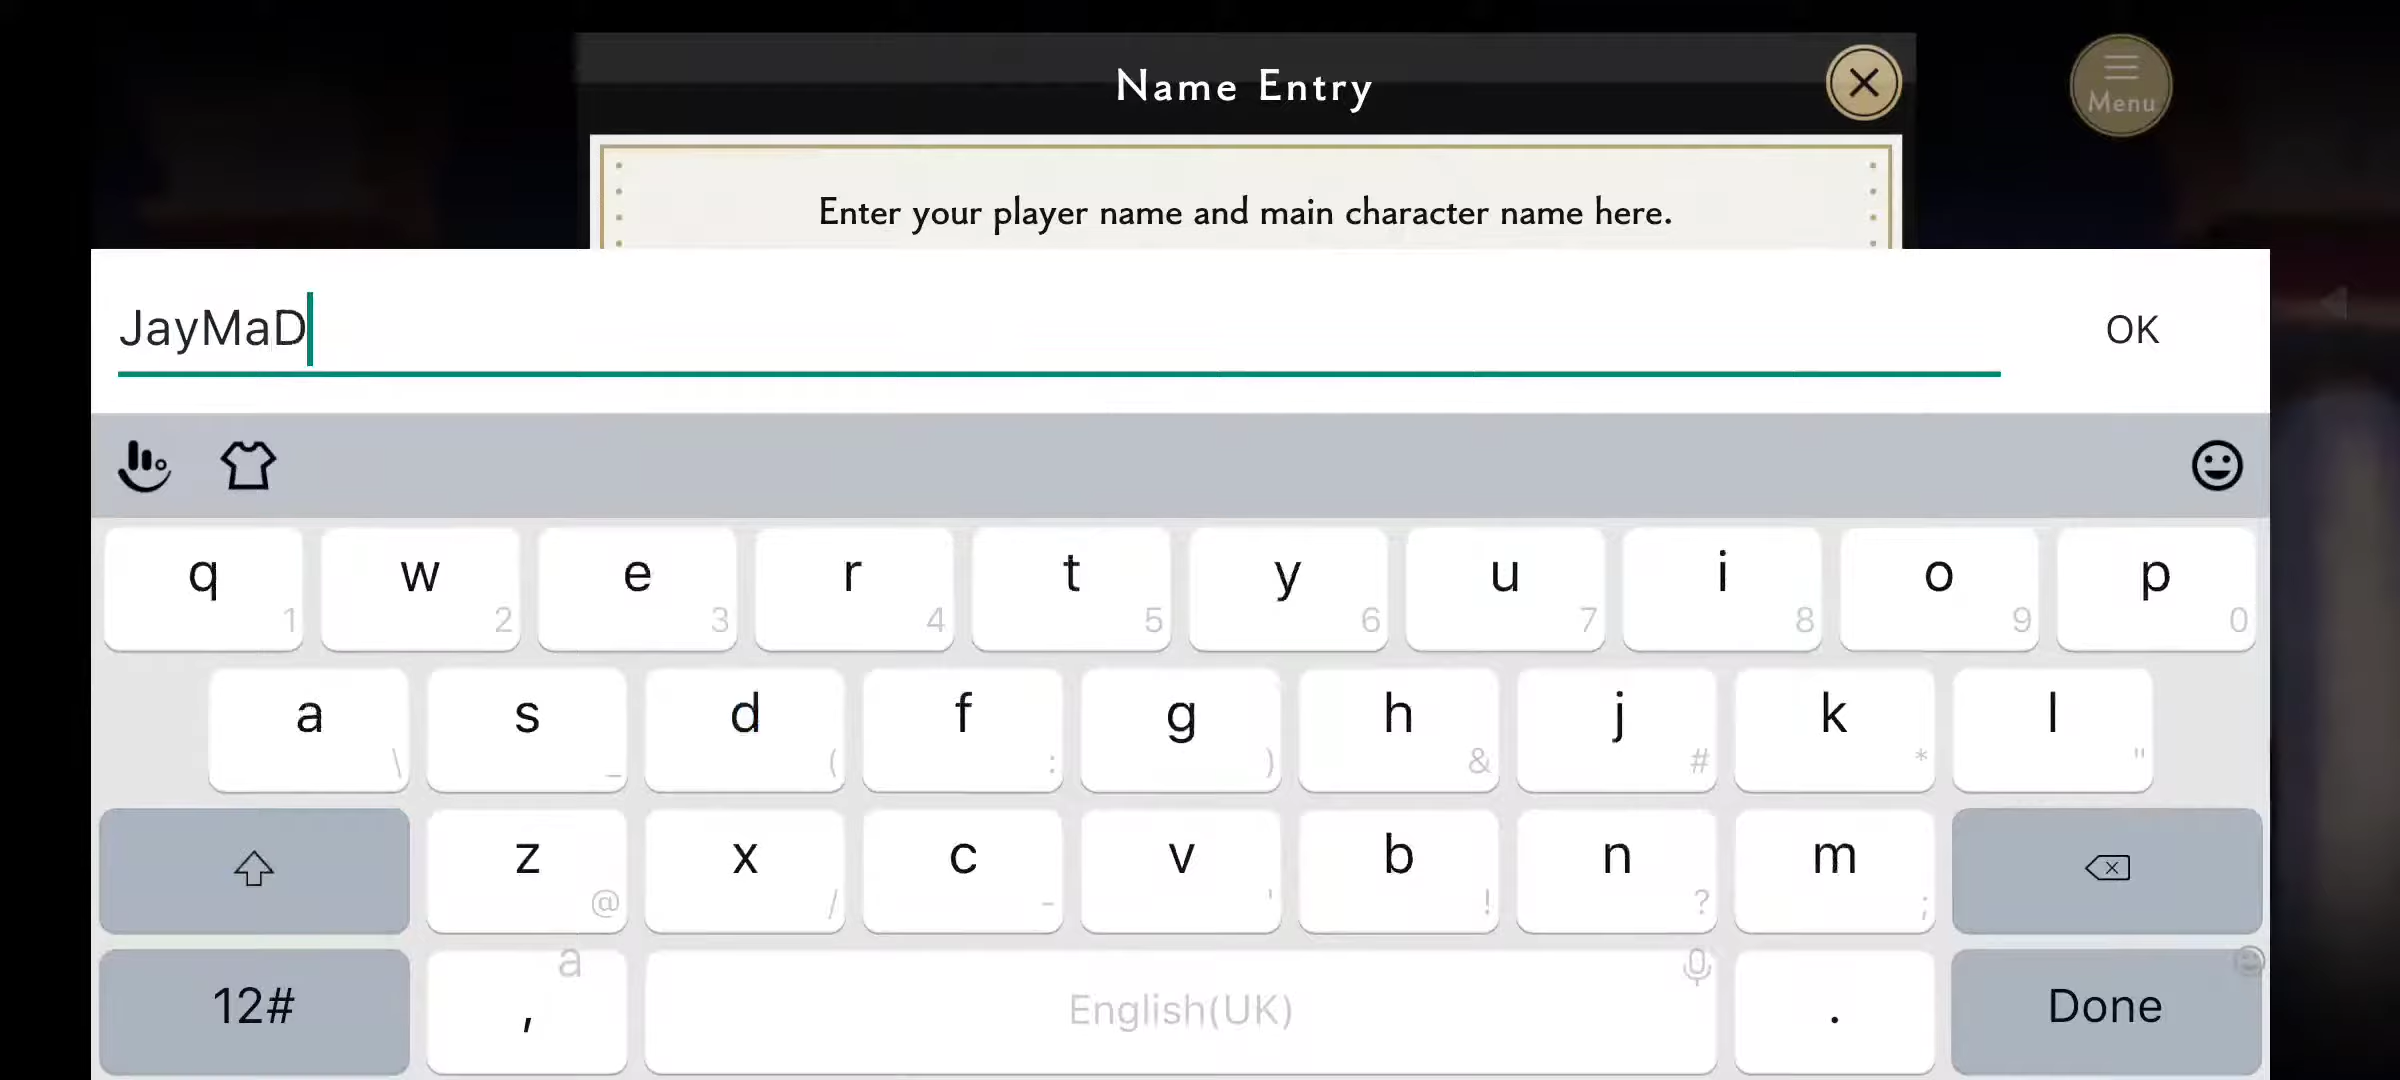 Name Entry
Menu
Enter your player name and main character name here.
JayMaD
OK
q w e r t y u i o p
1 2 3 4 5 6 7 8 9 0
a s d f g h j k l
\ _ ( : ) & # * "
z x c v b n m
@ / - ' ! ? ;
a
12# , English(UK) . Done